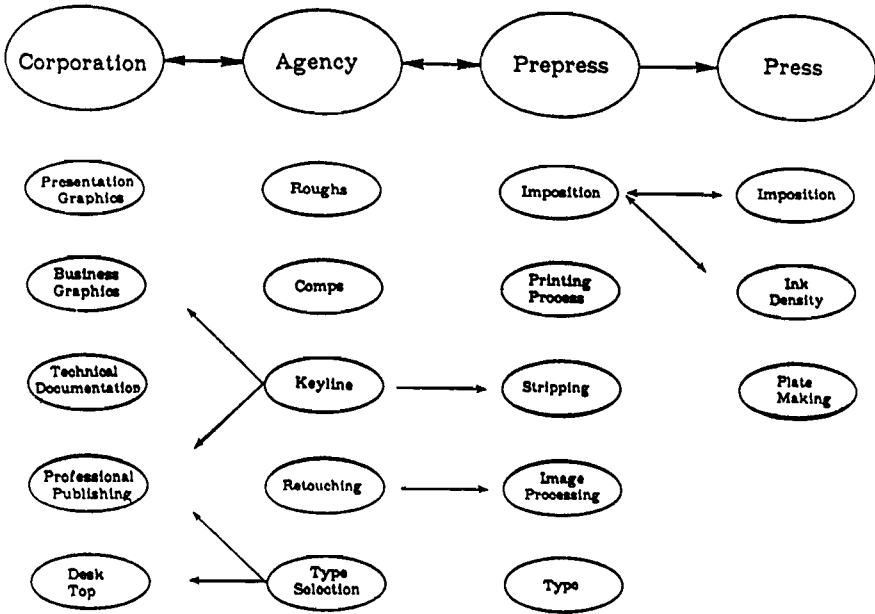 Corporation
Agency
Prepress
Press
Presentation
Graphics
Roughs
Imposition
Imposition
Business
Graphics
Comps
Printing
Process
Ink
Density
Technical
Documentation
Keyline
Stripping
Plate
Making
Professional
Publishing
Retouching
Image
Processing
Desk
Top
Type
Selection
Type